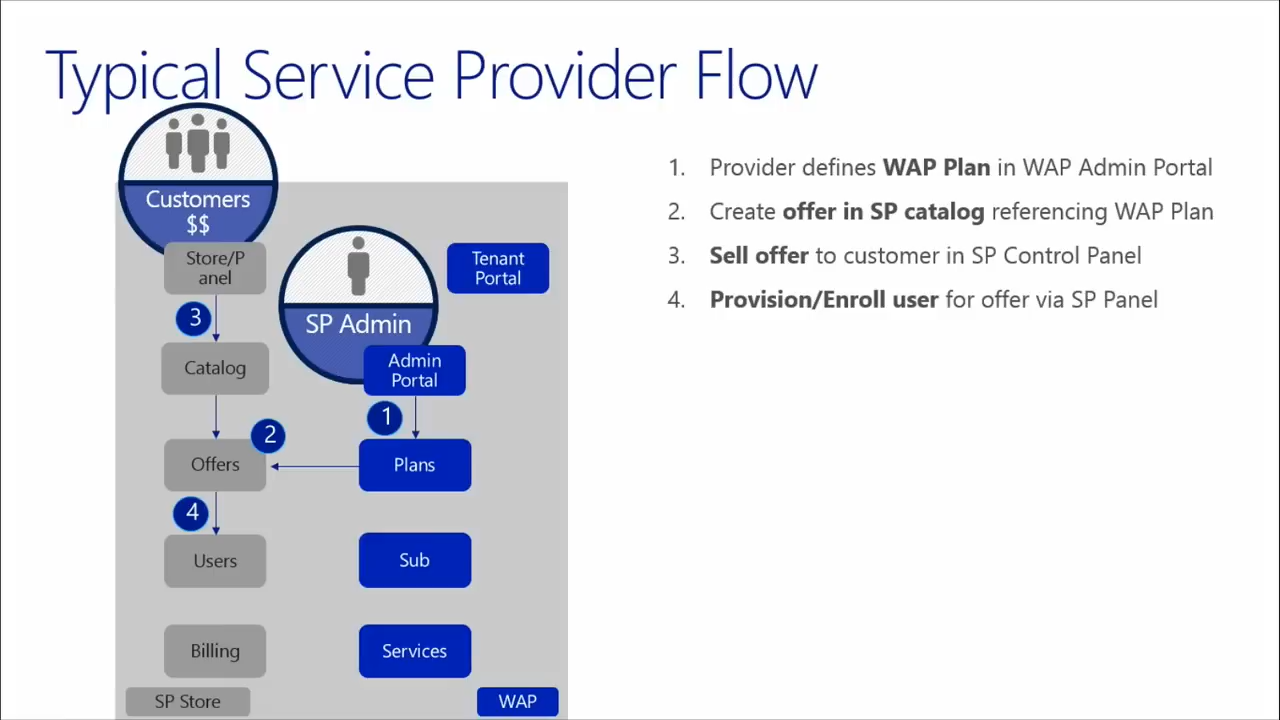 Typical Service Provider Flow
Customers
$$
Store/P
anel
SP Admin
Tenant
Portal
3
Catalog
Admin
Portal
1
2
Offers
Plans
4
Users
Sub
Billing
Services
SP Store
WAP
1. Provider defines WAP Plan in WAP Admin Portal
2. Create offer in SP catalog referencing WAP Plan
3. Sell offer to customer in SP Control Panel
4. Provision/Enroll user for offer via SP Panel